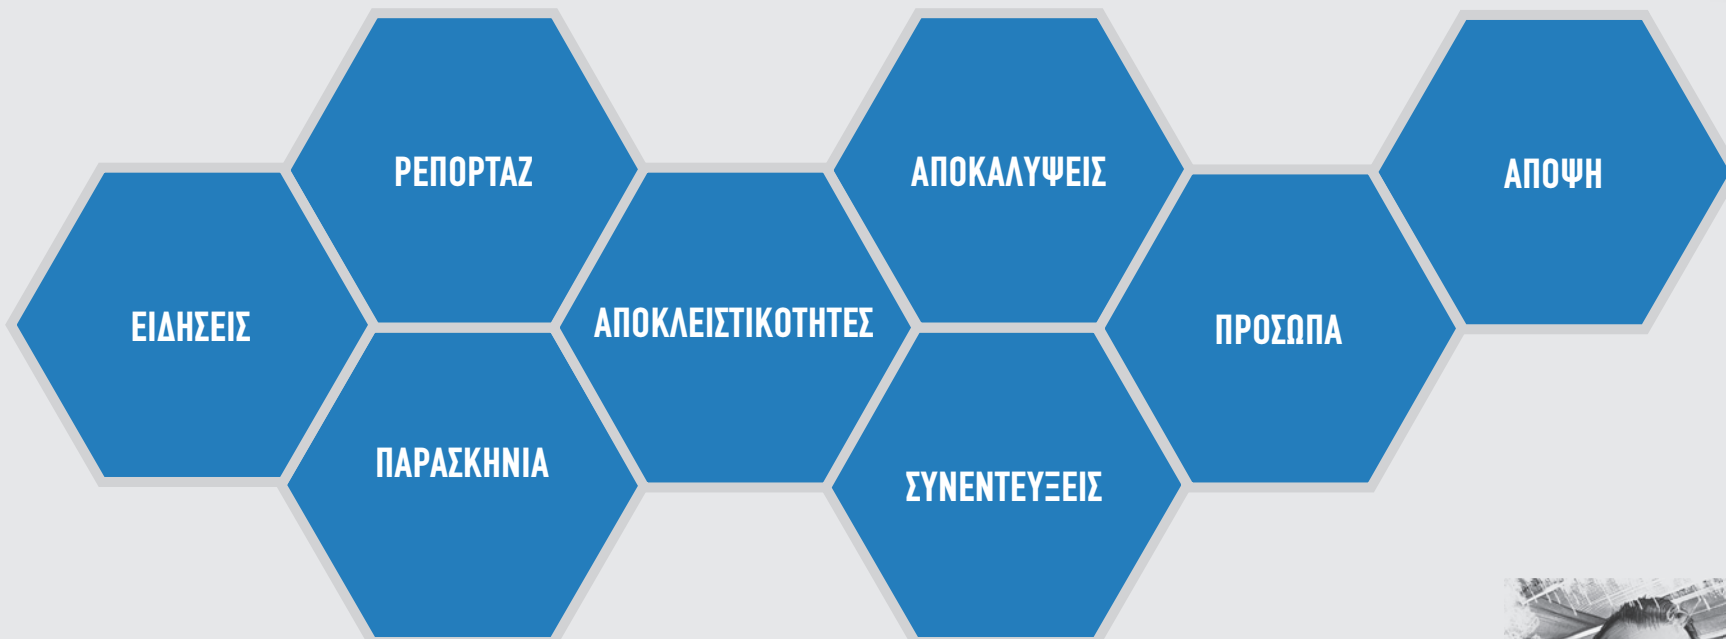 ΡΕΠΟΡΤΑΖ
ΑΠΟΚΑΛΥΨΕΙΣ
ΑΠΟΨΗ
ΕΙΔΗΣΕΙΣ
ΑΠΟΚΛΕΙΣΤΙΚΟΤΗΤΕΣ
ΠΡΟΣΩΠΑ
ΠΑΡΑΣΚΗΝΙΑ
ΣΥΝΕΝΤΕΥΞΕΙΣ